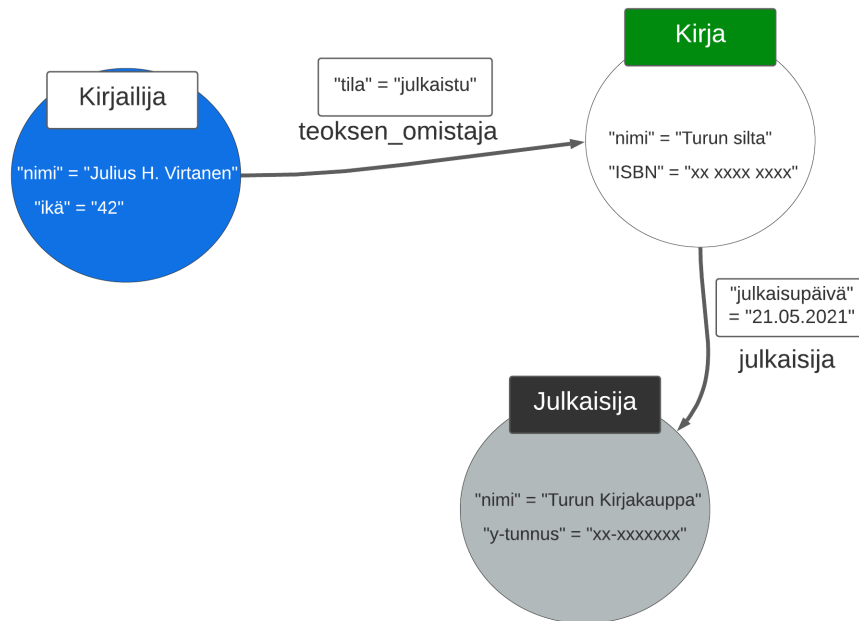 Kirjailija
"nimi" = "Julius H. Virtanen"
"ikä" = "42"
"tila" = "julkaistu"
teoksen_omistaja
Kirja
"nimi" = "Turun silta"
"ISBN" = "xx xxxx xxxx"
"julkaisupäivä"
= "21.05.2021"
julkaisija
Julkaisija
"nimi" = "Turun Kirjakauppa"
"y-tunnus" = "xx-xxxxxxx"